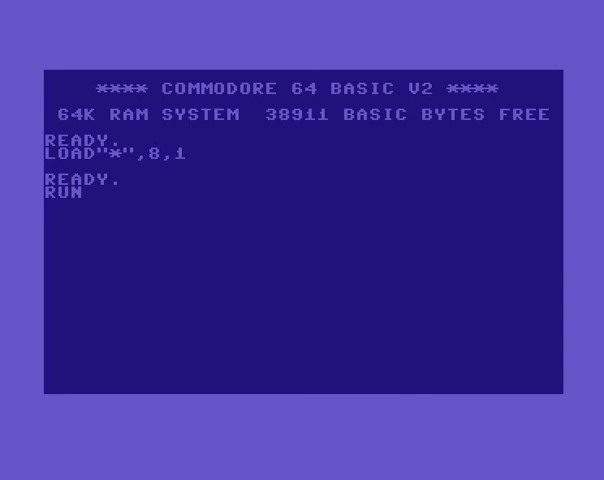 **** COMMODORE 64 BASIC V2 ****
64K RAM SYSTEM  38911 BASIC BYTES FREE
READY.
LOAD"*",8,1
READY.
RUN